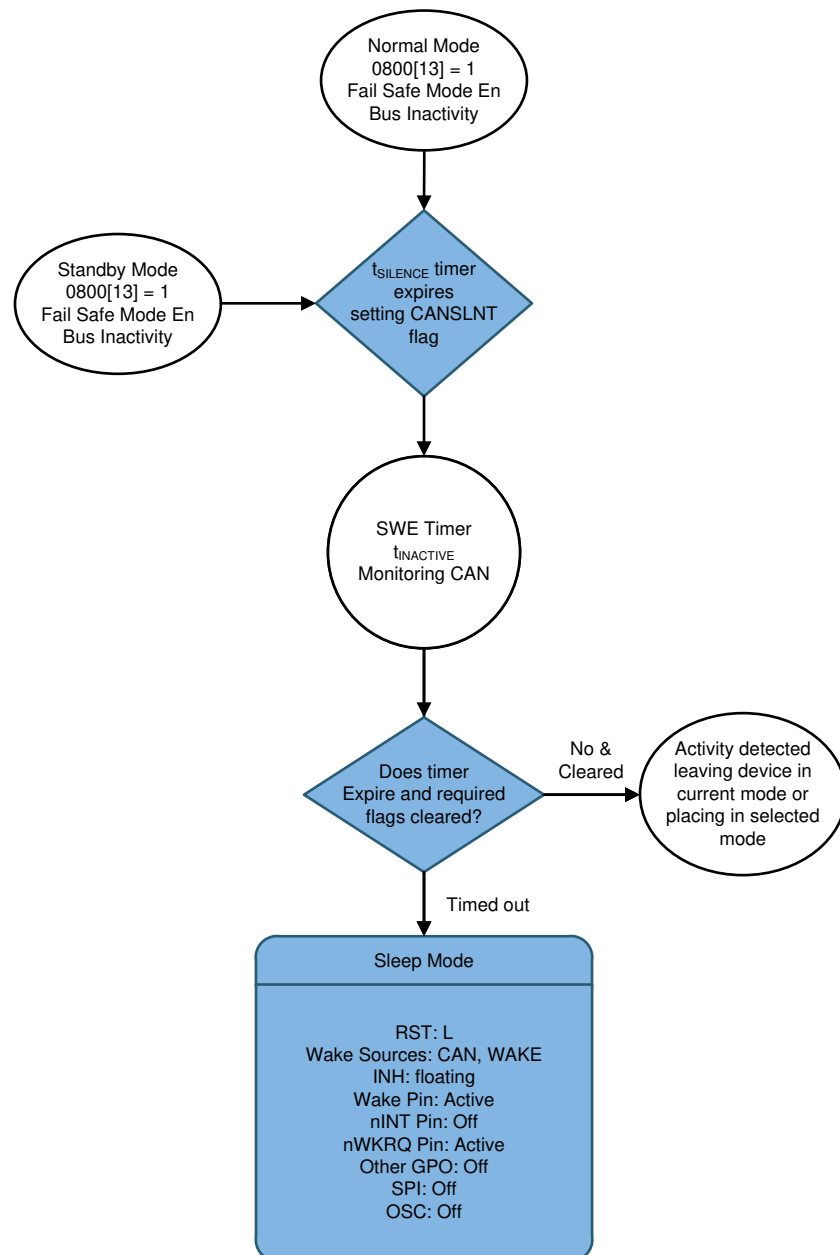 Normal Mode
0800[13] = 1
Fail Safe Mode En
Bus Inactivity
Standby Mode
0800[13] = 1
Fail Safe Mode En
Bus Inactivity
tSILENCE timer
expires
setting CANSLNT
flag
SWE Timer
tINACTIVE
Monitoring CAN
Does timer
Expire and required
flags cleared?
No &
Cleared
Activity detected
leaving device in
current mode or
placing in selected
mode
Timed out
Sleep Mode
RST: L
Wake Sources: CAN, WAKE
INH: floating
Wake Pin: Active
nINT Pin: Off
nWKRQ Pin: Active
Other GPO: Off
SPI: Off
OSC: Off